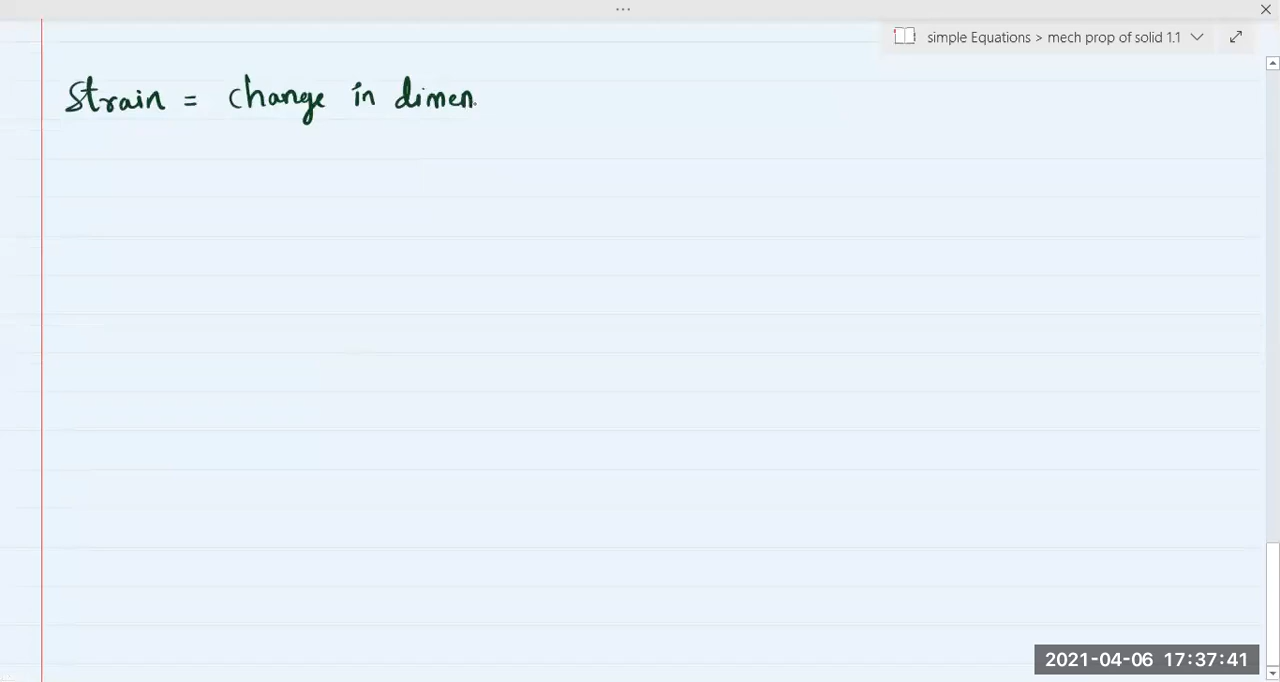 simple Equations > mech prop of solid 1.1
Strain = change in dimen
2021-04-06 17:37:41